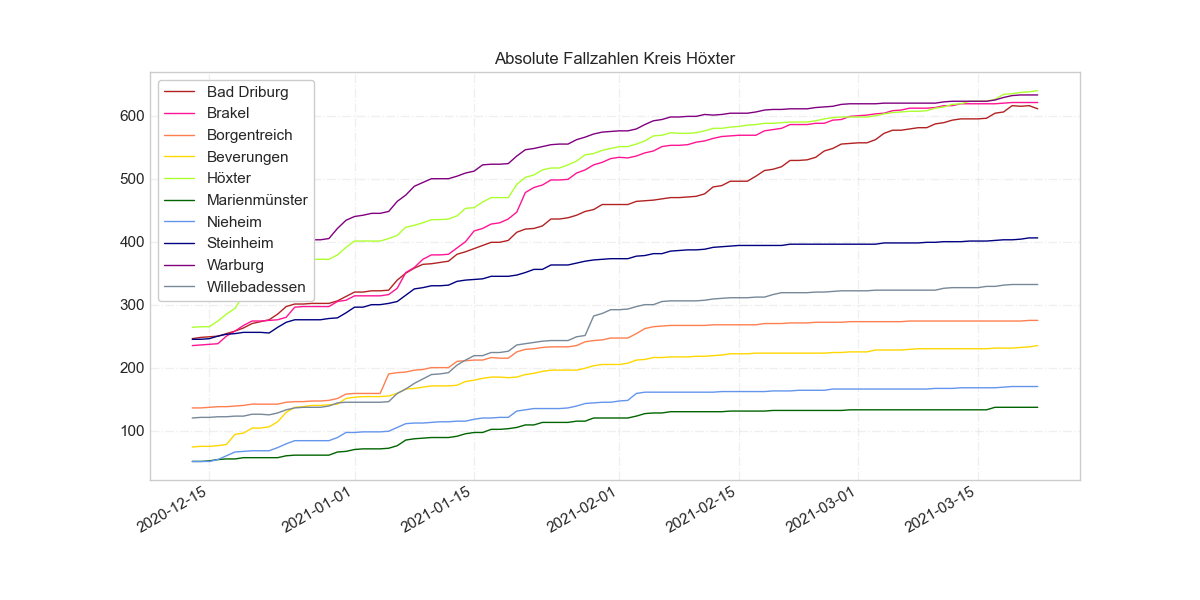 Absolute Fallzahlen Kreis Höxter
Bad Driburg
Brakel
Borgentreich
Beverungen
Höxter
Marienmünster
Nieheim
Steinheim
Warburg
Willebadessen
600
500
400
300
200
100
2020-12-15
2021-01-01
2021-01-15
2021-02-01
2021-02-15
2021-03-01
2021-03-15